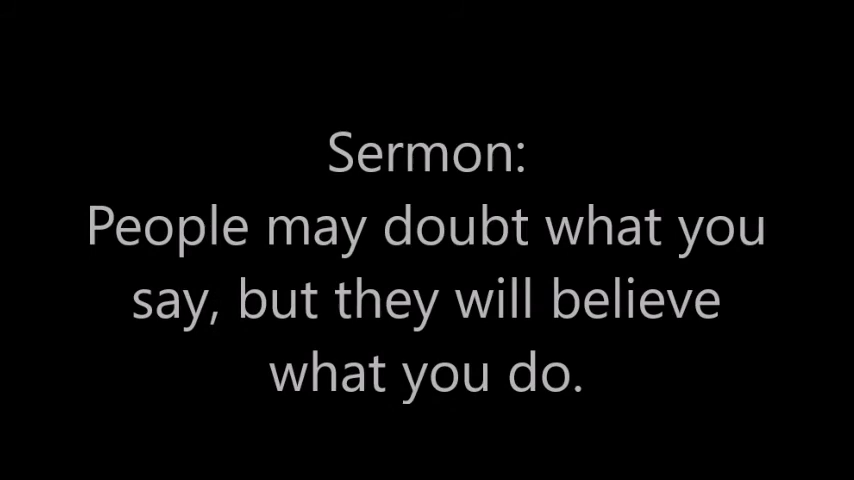 Sermon:
People may doubt what you
say, but they will believe
what you do.